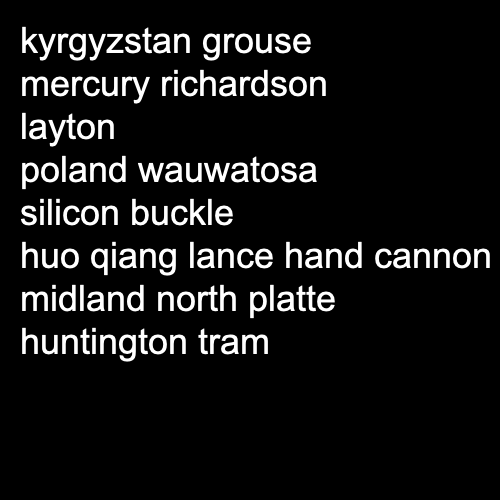 kyrgyzstan grouse
mercury richardson
layton
poland wauwatosa
silicon buckle
huo qiang lance hand cannon
midland north platte
huntington tram